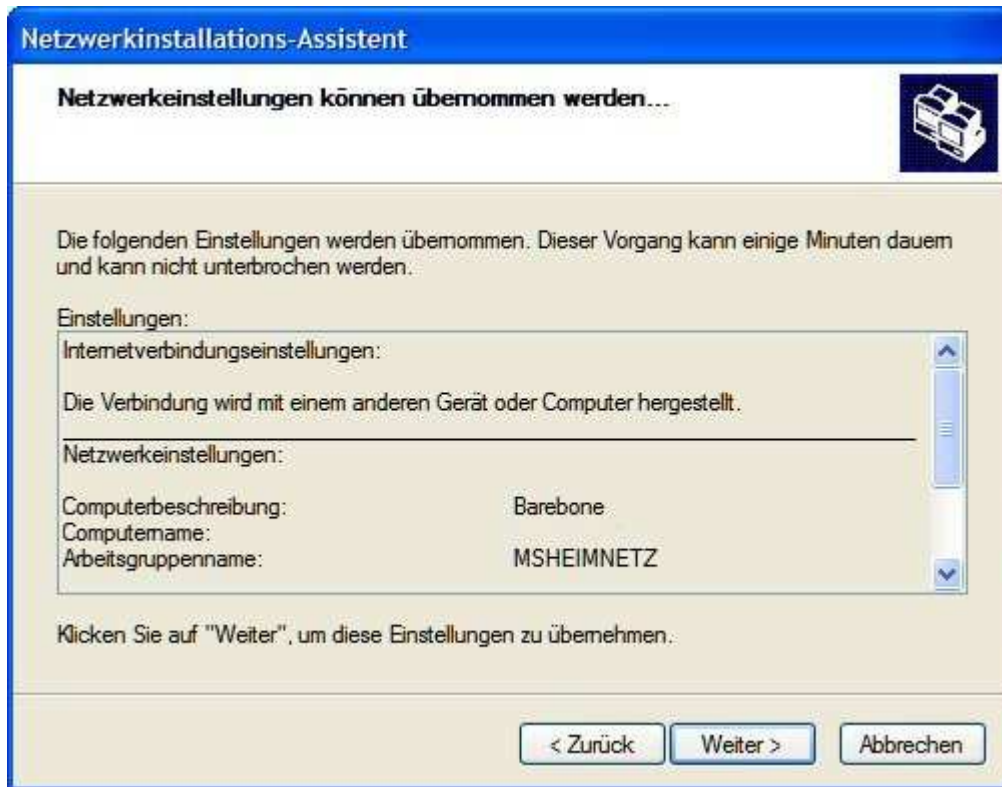 Netzwerkinstallations-Assistent
Netzwerkeinstellungen können übernommen werden...
Die folgenden Einstellungen werden übernommen. Dieser Vorgang kann einige Minuten dauern
und kann nicht unterbrochen werden.
Einstellungen:
Internetverbindungseinstellungen:
Die Verbindung wird mit einem anderen Gerät oder Computer hergestellt.
Netzwerkeinstellungen:
Computerbeschreibung: Barebone
Computername:
Arbeitsgruppenname: MSHEIMNETZ
Klicken Sie auf "Weiter", um diese Einstellungen zu übernehmen.
< Zurück Weiter > Abbrechen